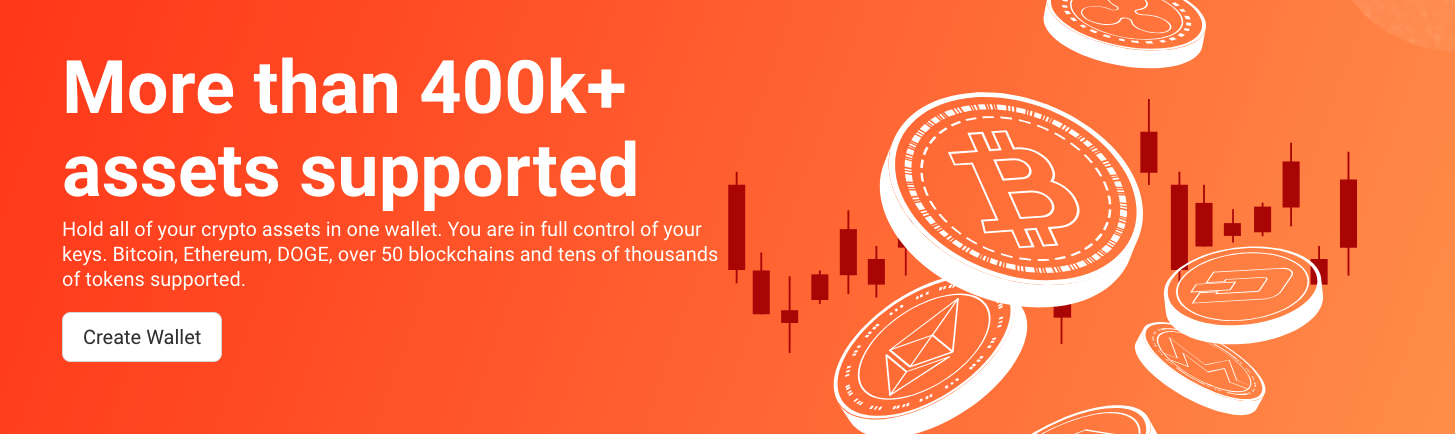 More than 400k+
assets supported
Hold all of your crypto assets in one wallet. You are in full control of your
keys. Bitcoin, Ethereum, DOGE, over 50 blockchains and tens of thousands
of tokens supported.
Create Wallet